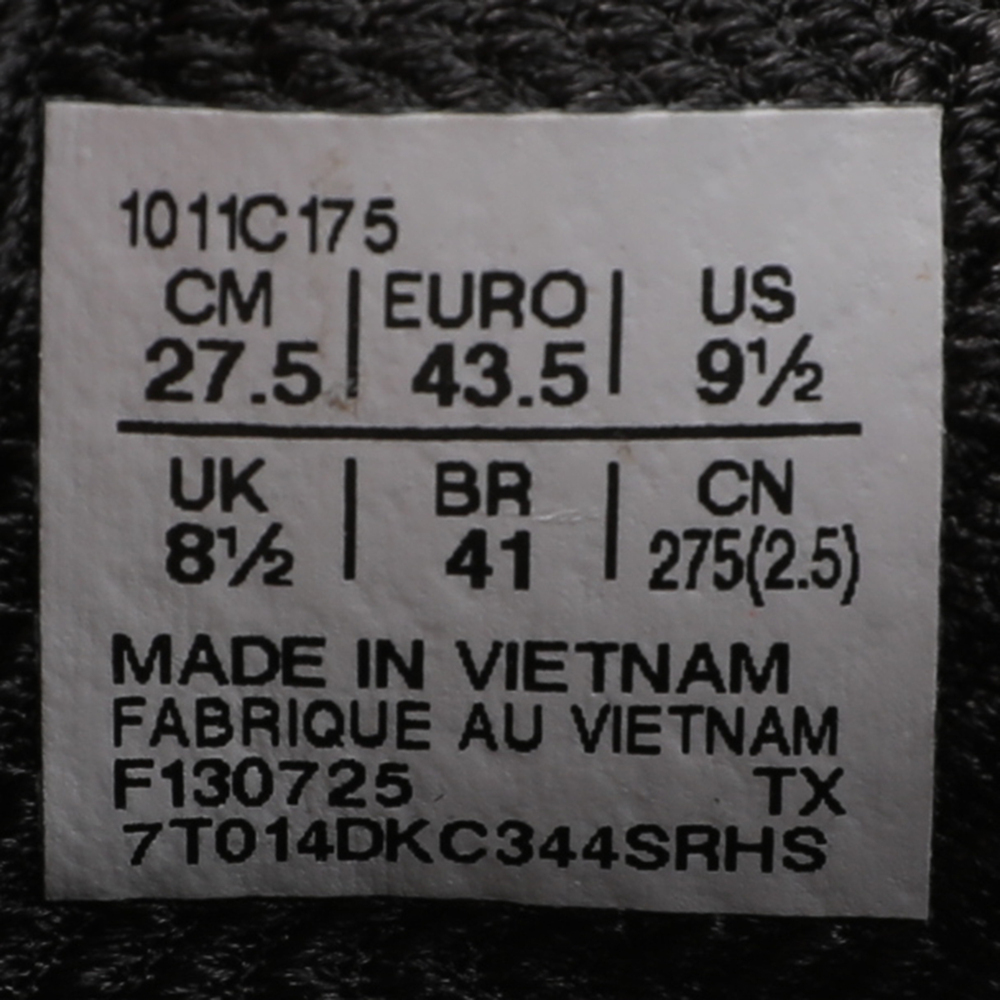 1011C175
CM | EURO | US
27.5 | 43.5 | 9½
UK | BR | CN
8½ | 41 | 275(2.5)
MADE IN VIETNAM
FABRIQUE AU VIETNAM
F130725 TX
7T014DKC344SRHS